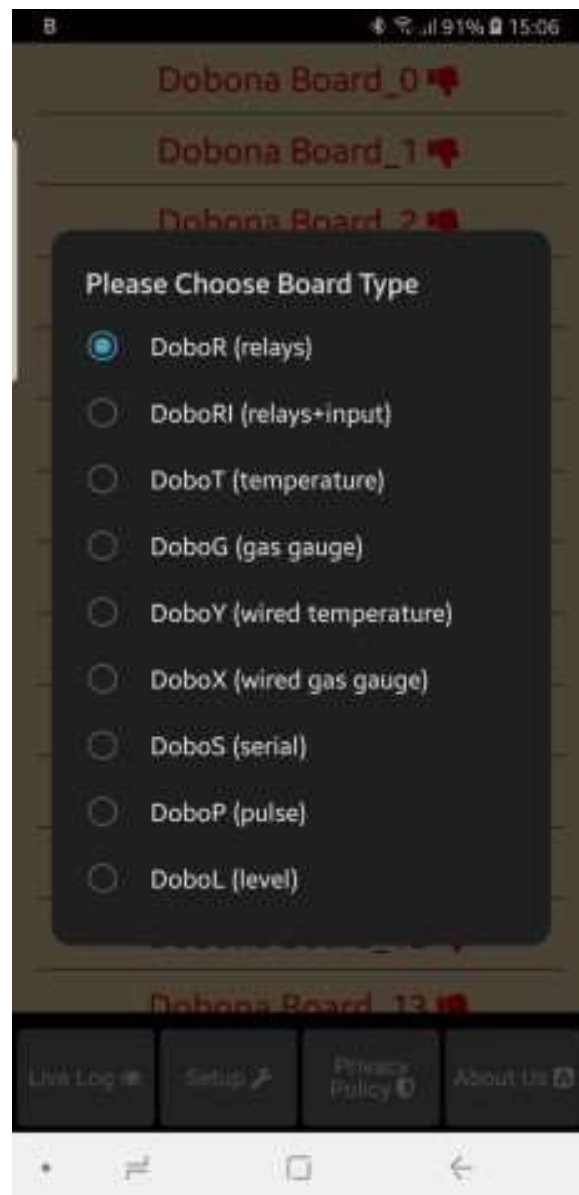 B 91% 15:06
Dobona Board_0
Dobona Board_1
Dobona Board_2
Please Choose Board Type
DoboR (relays)
DoboRI (relays+input)
DoboT (temperature)
DoboG (gas gauge)
DoboY (wired temperature)
DoboX (wired gas gauge)
DoboS (serial)
DoboP (pulse)
DoboL (level)
Dobona Board_13
Live Log Setup Privacy Policy About Us